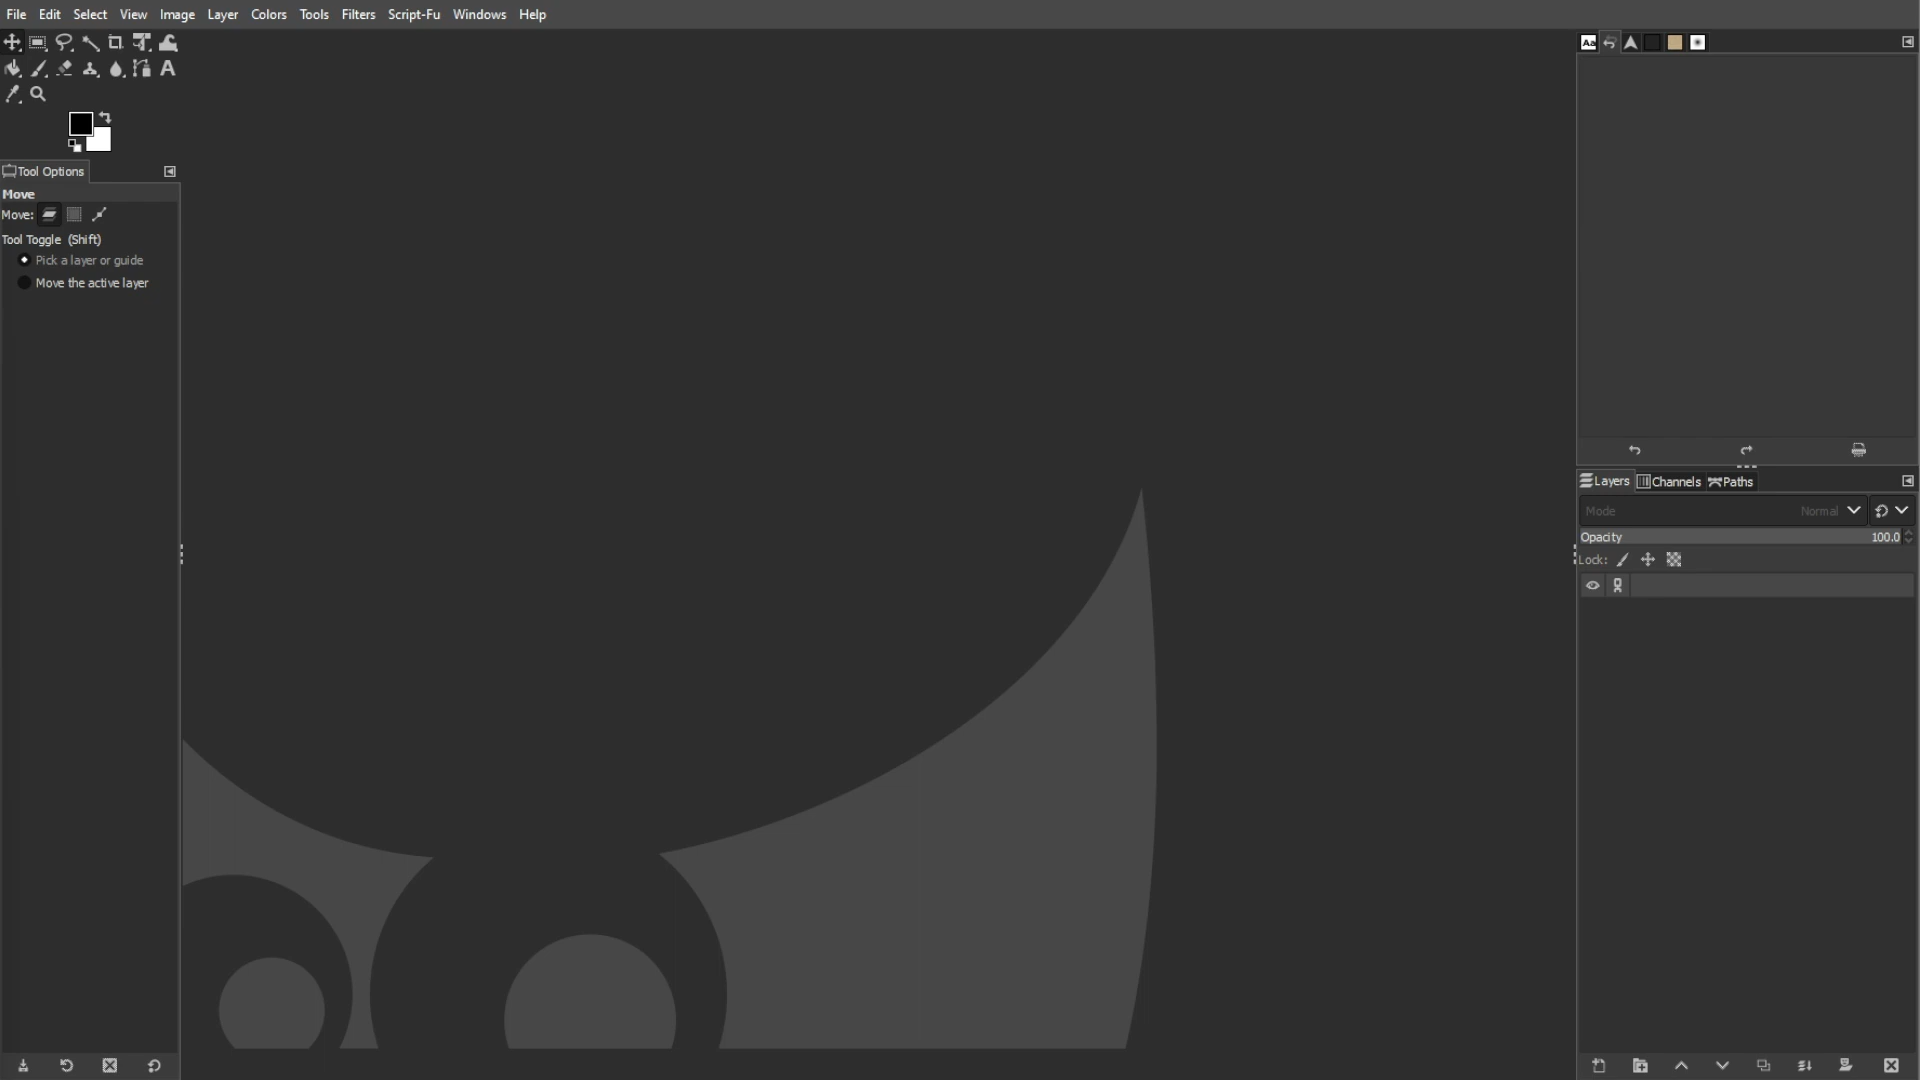 File Edit Select View Image Layer Colors Tools Filters Script-Fu Windows Help
Aa
A
Tool Options
Move
Move:
Tool Toggle (Shift)
Pick a layer or guide
Move the active layer
Layers Channels Paths
Mode Normal
Opacity 100.0
Lock: